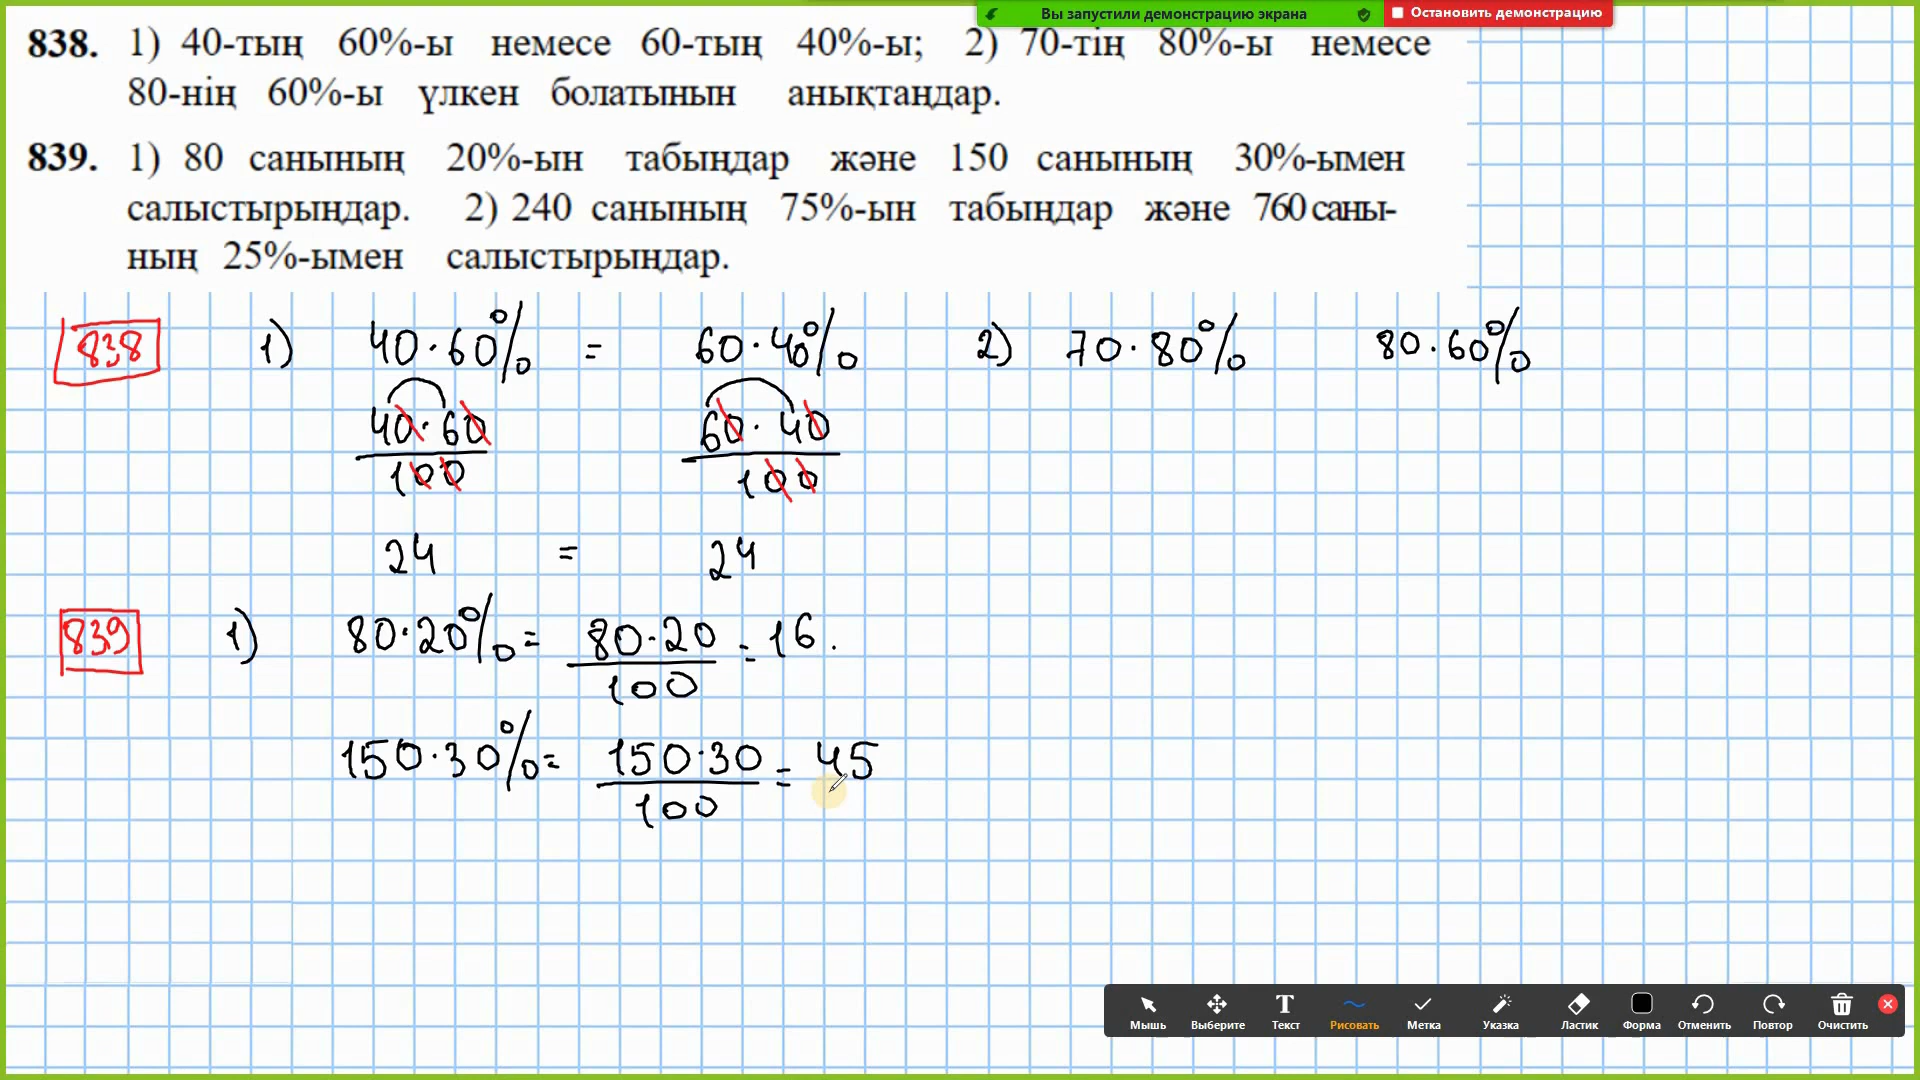 Вы запустили демонстрацию экрана
Остановить демонстрацию
838. 1) 40-тың 60%-ы немесе 60-тың 40%-ы; 2) 70-тің 80%-ы немесе
80-нің 60%-ы үлкен болатынын анықтаңдар.
839. 1) 80 санының 20%-ын табыңдар және 150 санының 30%-ымен
салыстырыңдар. 2) 240 санының 75%-ын табыңдар және 760 саны-
ның 25%-ымен салыстырыңдар.
838 1) 40·60% = 60·40% 2) 70·80% 80·60%
40·60 60·40
100 100
24 = 24
839 1) 80·20% = 80·20 = 16.
100
150·30% = 150·30 = 45
100
Мышь Выберите Текст Рисовать Метка Указка Ластик Форма Отменить Повтор Очистить